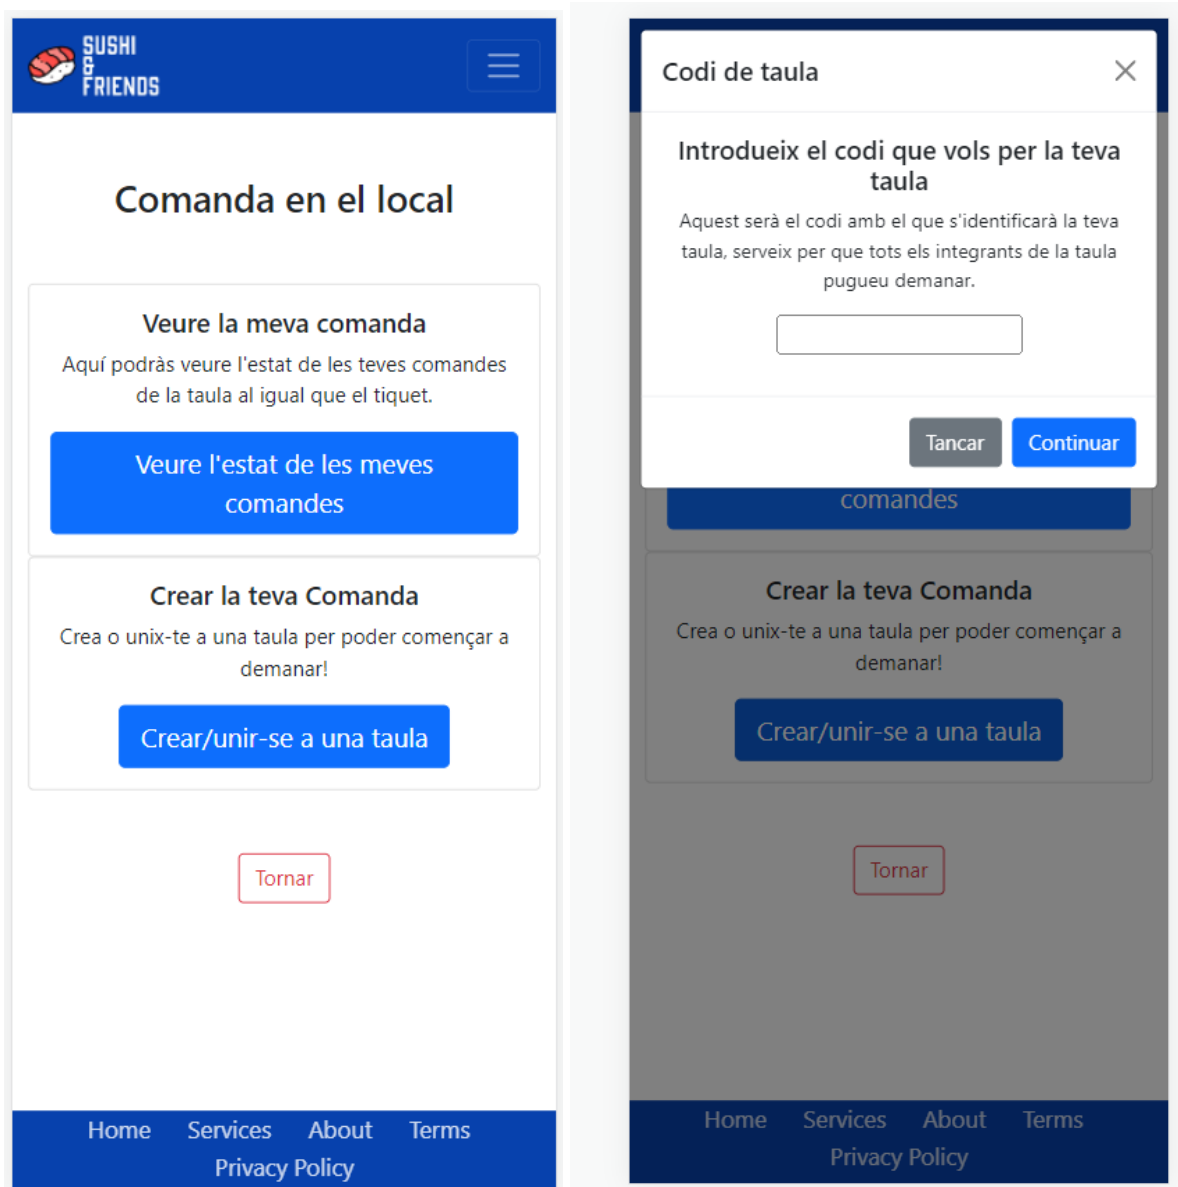 SUSHI
&
FRIENDS
Comanda en el local
Veure la meva comanda
Aquí podràs veure l'estat de les teves comandes
de la taula al igual que el tiquet.
Veure l'estat de les meves
comandes
Crear la teva Comanda
Crea o unix-te a una taula per poder començar a
demanar!
Crear/unir-se a una taula
Tornar
Home Services About Terms
Privacy Policy
Codi de taula
Introdueix el codi que vols per la teva
taula
Aquest serà el codi amb el que s'identificarà la teva
taula, serveix per que tots els integrants de la taula
pugueu demanar.
Tancar Continuar
comandes
Crear la teva Comanda
Crea o unix-te a una taula per poder començar a
demanar!
Crear/unir-se a una taula
Tornar
Home Services About Terms
Privacy Policy